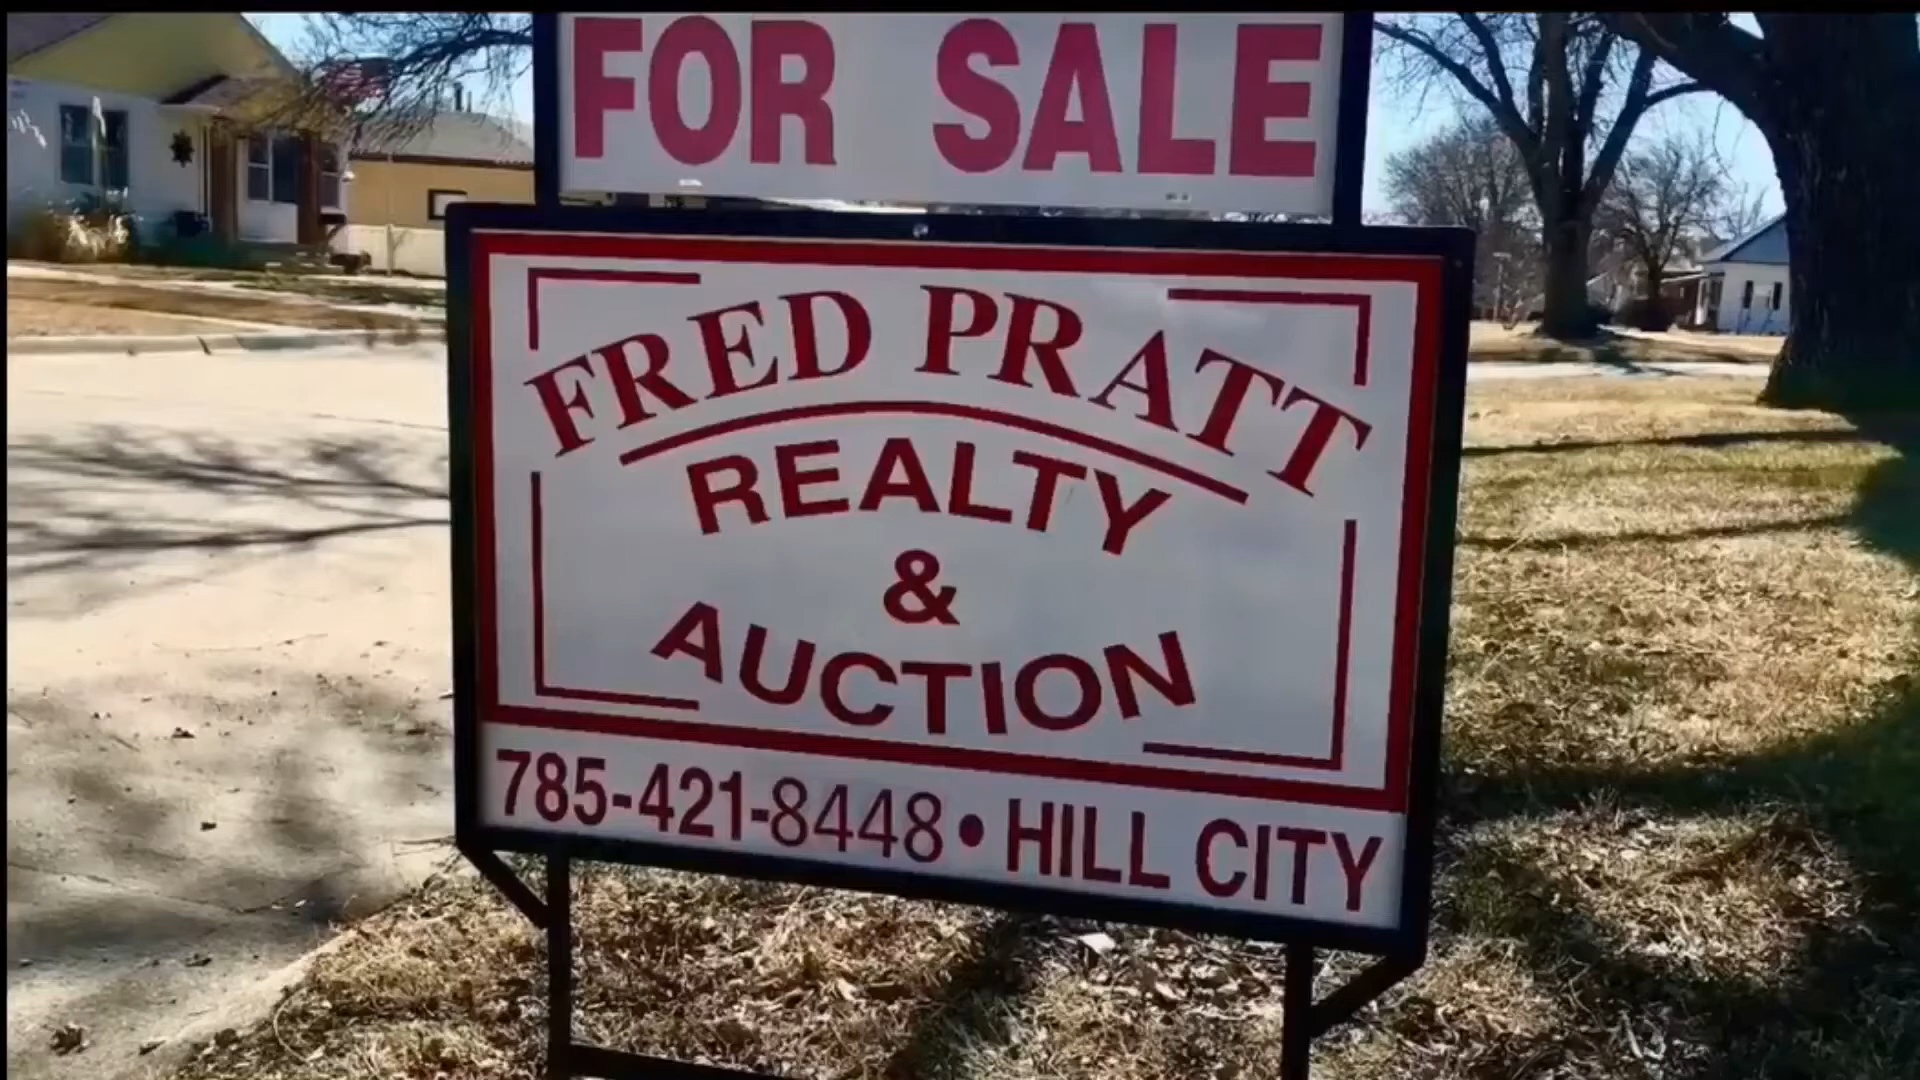 FOR SALE
FRED PRATT
REALTY
&
AUCTION
785-421-8448 • HILL CITY